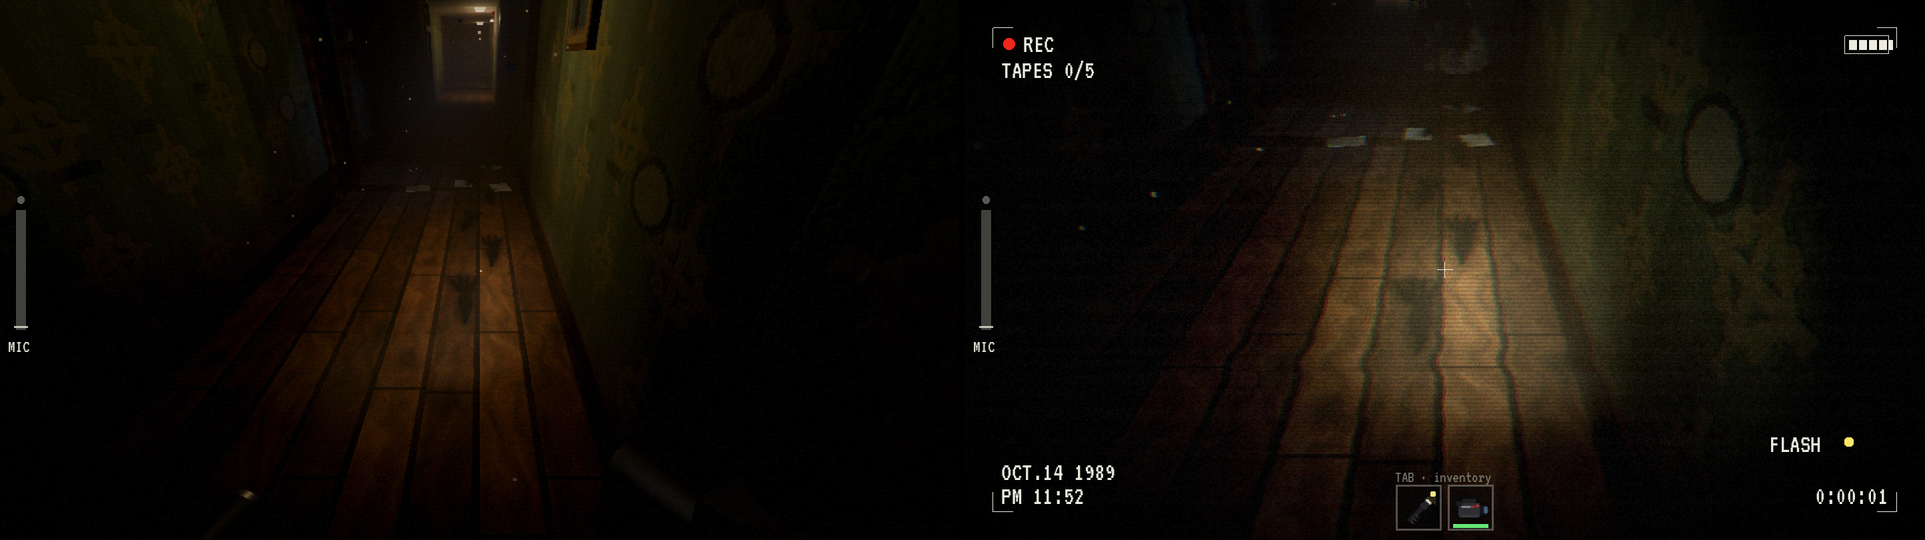 MIC
REC
TAPES 0/5
MIC
FLASH
OCT.14 1989
PM 11:52
TAB · inventory
0:00:01